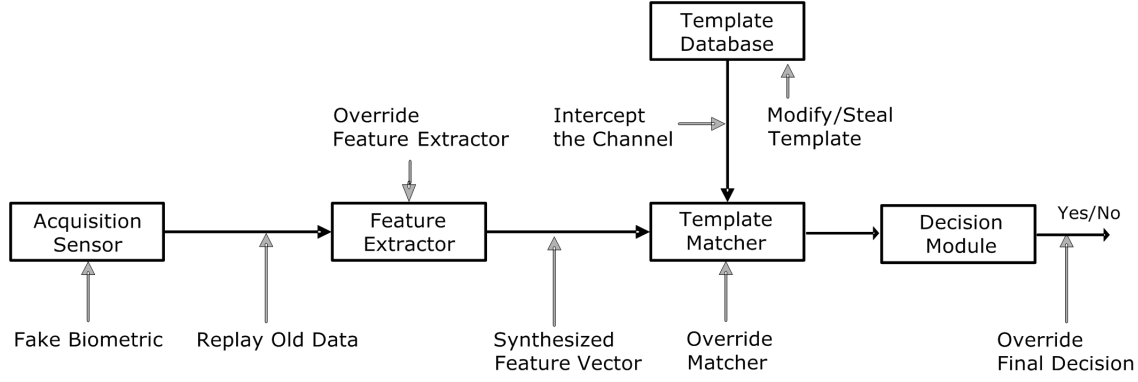 Template
Database
Override
Feature Extractor
Intercept
the Channel
Modify/Steal
Template
Acquisition
Sensor
Feature
Extractor
Template
Matcher
Decision
Module
Yes/No
Fake Biometric
Replay Old Data
Synthesized
Feature Vector
Override
Matcher
Override
Final Decision